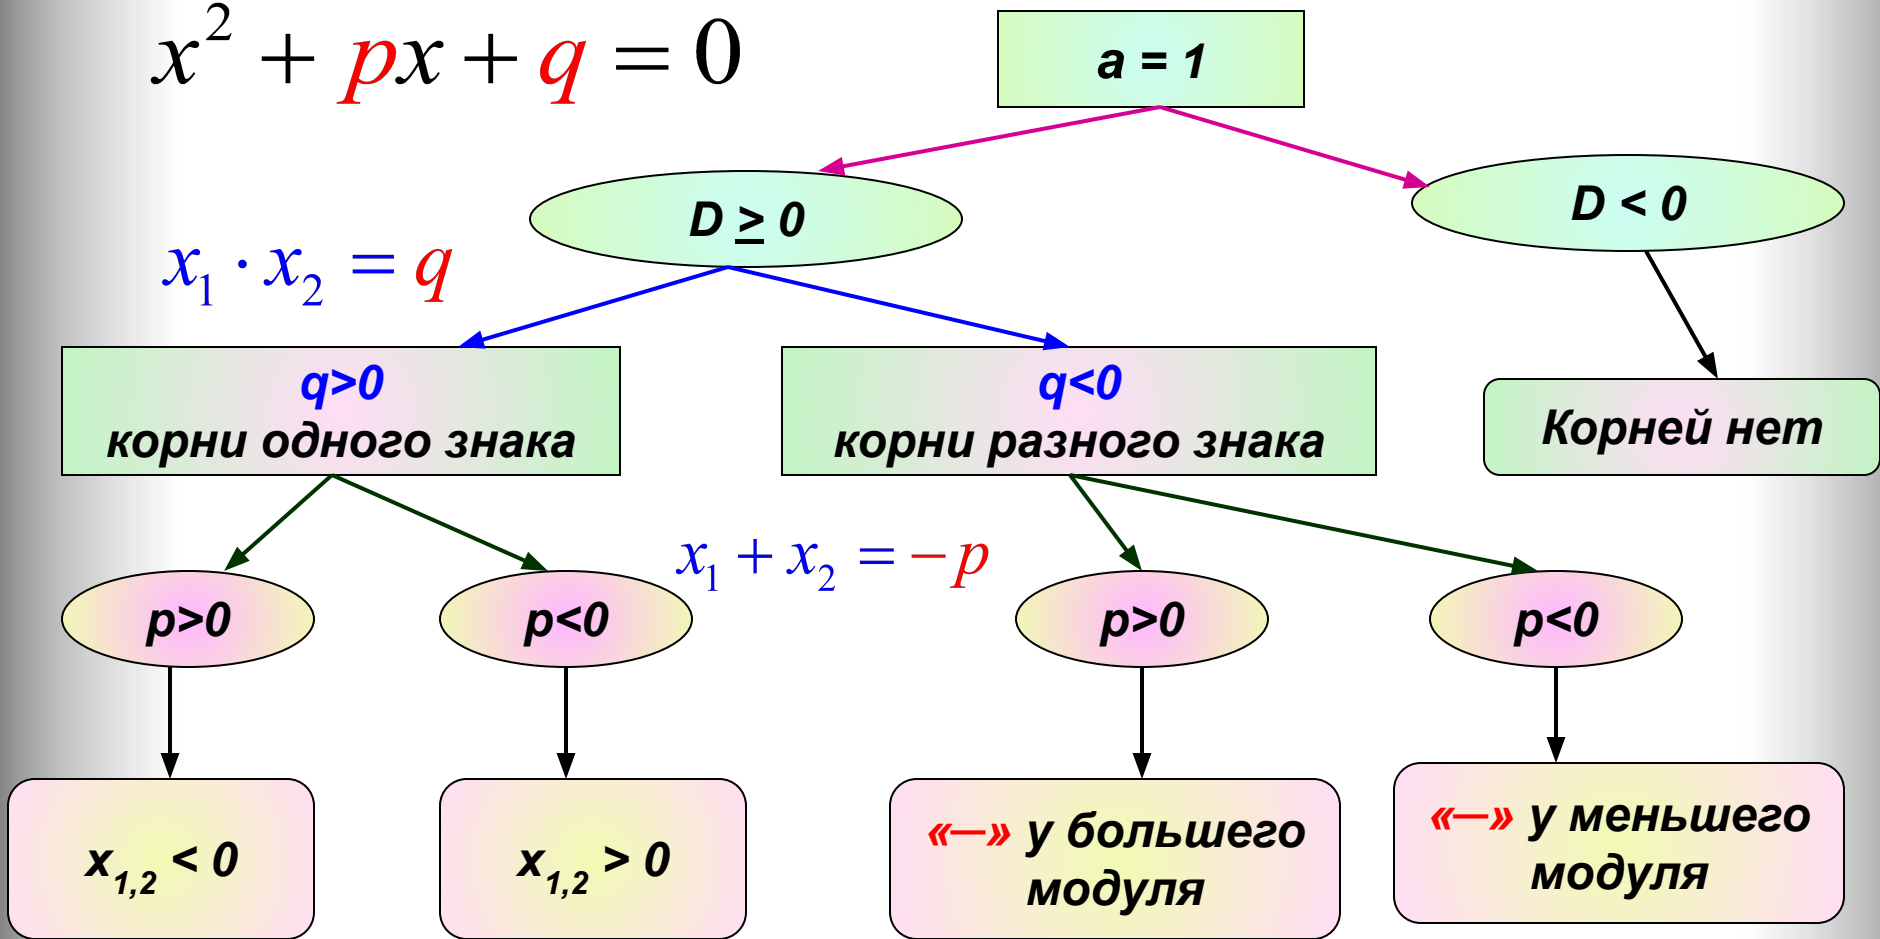 x² + px + q = 0
a = 1
D ≥ 0
D < 0
x₁ · x₂ = q
q>0
корни одного знака
q<0
корни разного знака
Корней нет
x₁ + x₂ = − p
p>0
p<0
p>0
p<0
x₁,₂ < 0
x₁,₂ > 0
«—» у большего
модуля
«—» у меньшего
модуля